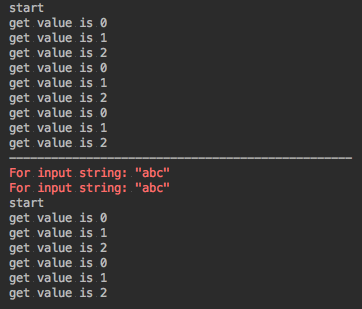 start
get value is 0
get value is 1
get value is 2
get value is 0
get value is 1
get value is 2
get value is 0
get value is 1
get value is 2
————————————————————————————————————————————————
For input string: "abc"
For input string: "abc"
start
get value is 0
get value is 1
get value is 2
get value is 0
get value is 1
get value is 2